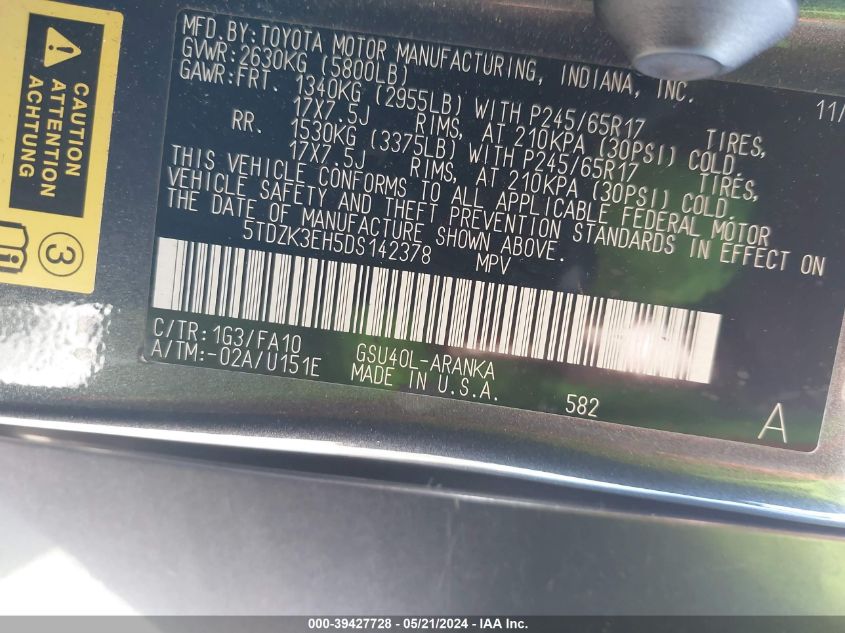 CAUTION
ATTENTION
ACHTUNG
3
MFD.BY:TOYOTA MOTOR MANUFACTURING, INDIANA, INC.
11/
GVWR:2630KG (5800LB)
GAWR:FRT. 1340KG (2955LB) WITH P245/65R17 TIRES,
17X7.5J RIMS, AT 210KPA (30PSI) COLD.
RR. 1530KG (3375LB) WITH P245/65R17 TIRES,
17X7.5J RIMS, AT 210KPA (30PSI) COLD.
THIS VEHICLE CONFORMS TO ALL APPLICABLE FEDERAL MOTOR
VEHICLE SAFETY AND THEFT PREVENTION STANDARDS IN EFFECT ON
THE DATE OF MANUFACTURE SHOWN ABOVE.
5TDZK3EH5DS142378 MPV
C/TR:1G3/FA10 GSU40L-ARANKA
A/TM:-02A/U151E MADE IN U.S.A.
582
A
000-39427728 - 05/21/2024 - IAA Inc.